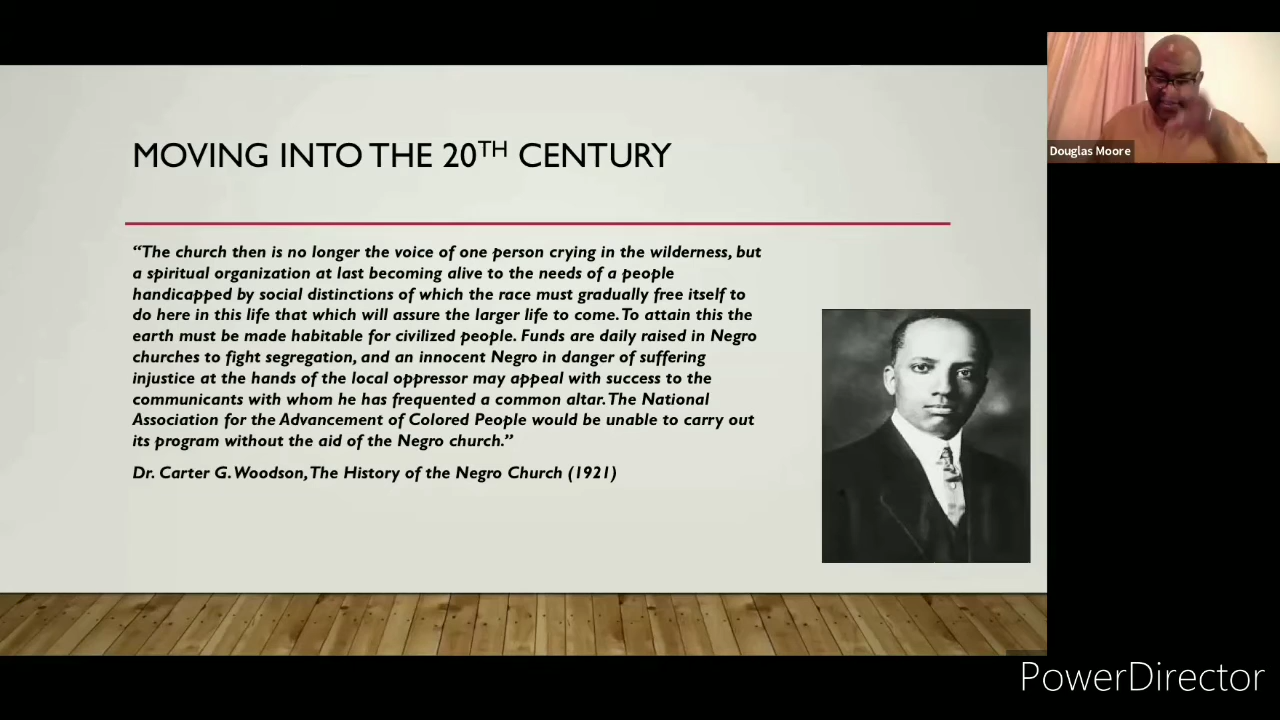 MOVING INTO THE 20TH CENTURY
“The church then is no longer the voice of one person crying in the wilderness, but
a spiritual organization at last becoming alive to the needs of a people
handicapped by social distinctions of which the race must gradually free itself to
do here in this life that which will assure the larger life to come. To attain this the
earth must be made habitable for civilized people. Funds are daily raised in Negro
churches to fight segregation, and an innocent Negro in danger of suffering
injustice at the hands of the local oppressor may appeal with success to the
communicants with whom he has frequented a common altar. The National
Association for the Advancement of Colored People would be unable to carry out
its program without the aid of the Negro church.”
Dr. Carter G. Woodson, The History of the Negro Church (1921)
Douglas Moore
PowerDirector